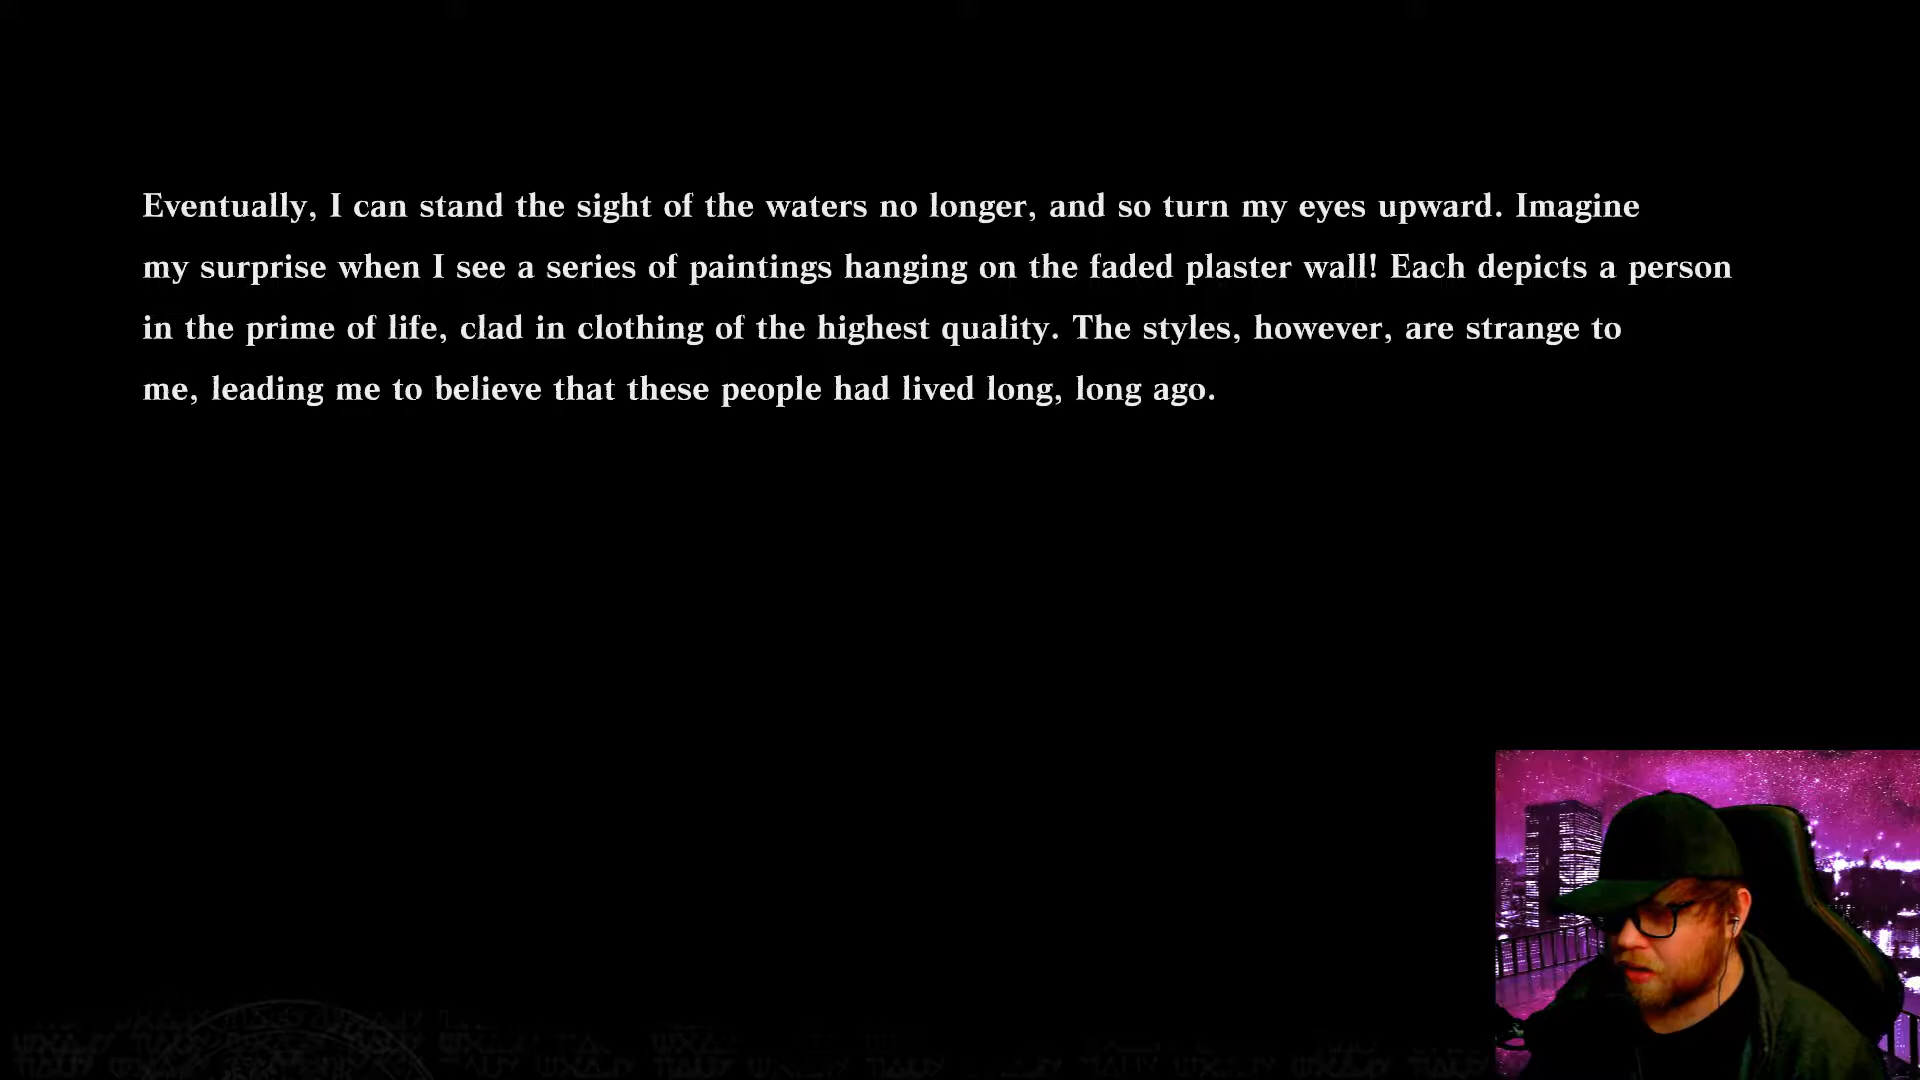 Eventually, I can stand the sight of the waters no longer, and so turn my eyes upward. Imagine
my surprise when I see a series of paintings hanging on the faded plaster wall! Each depicts a person
in the prime of life, clad in clothing of the highest quality. The styles, however, are strange to
me, leading me to believe that these people had lived long, long ago.